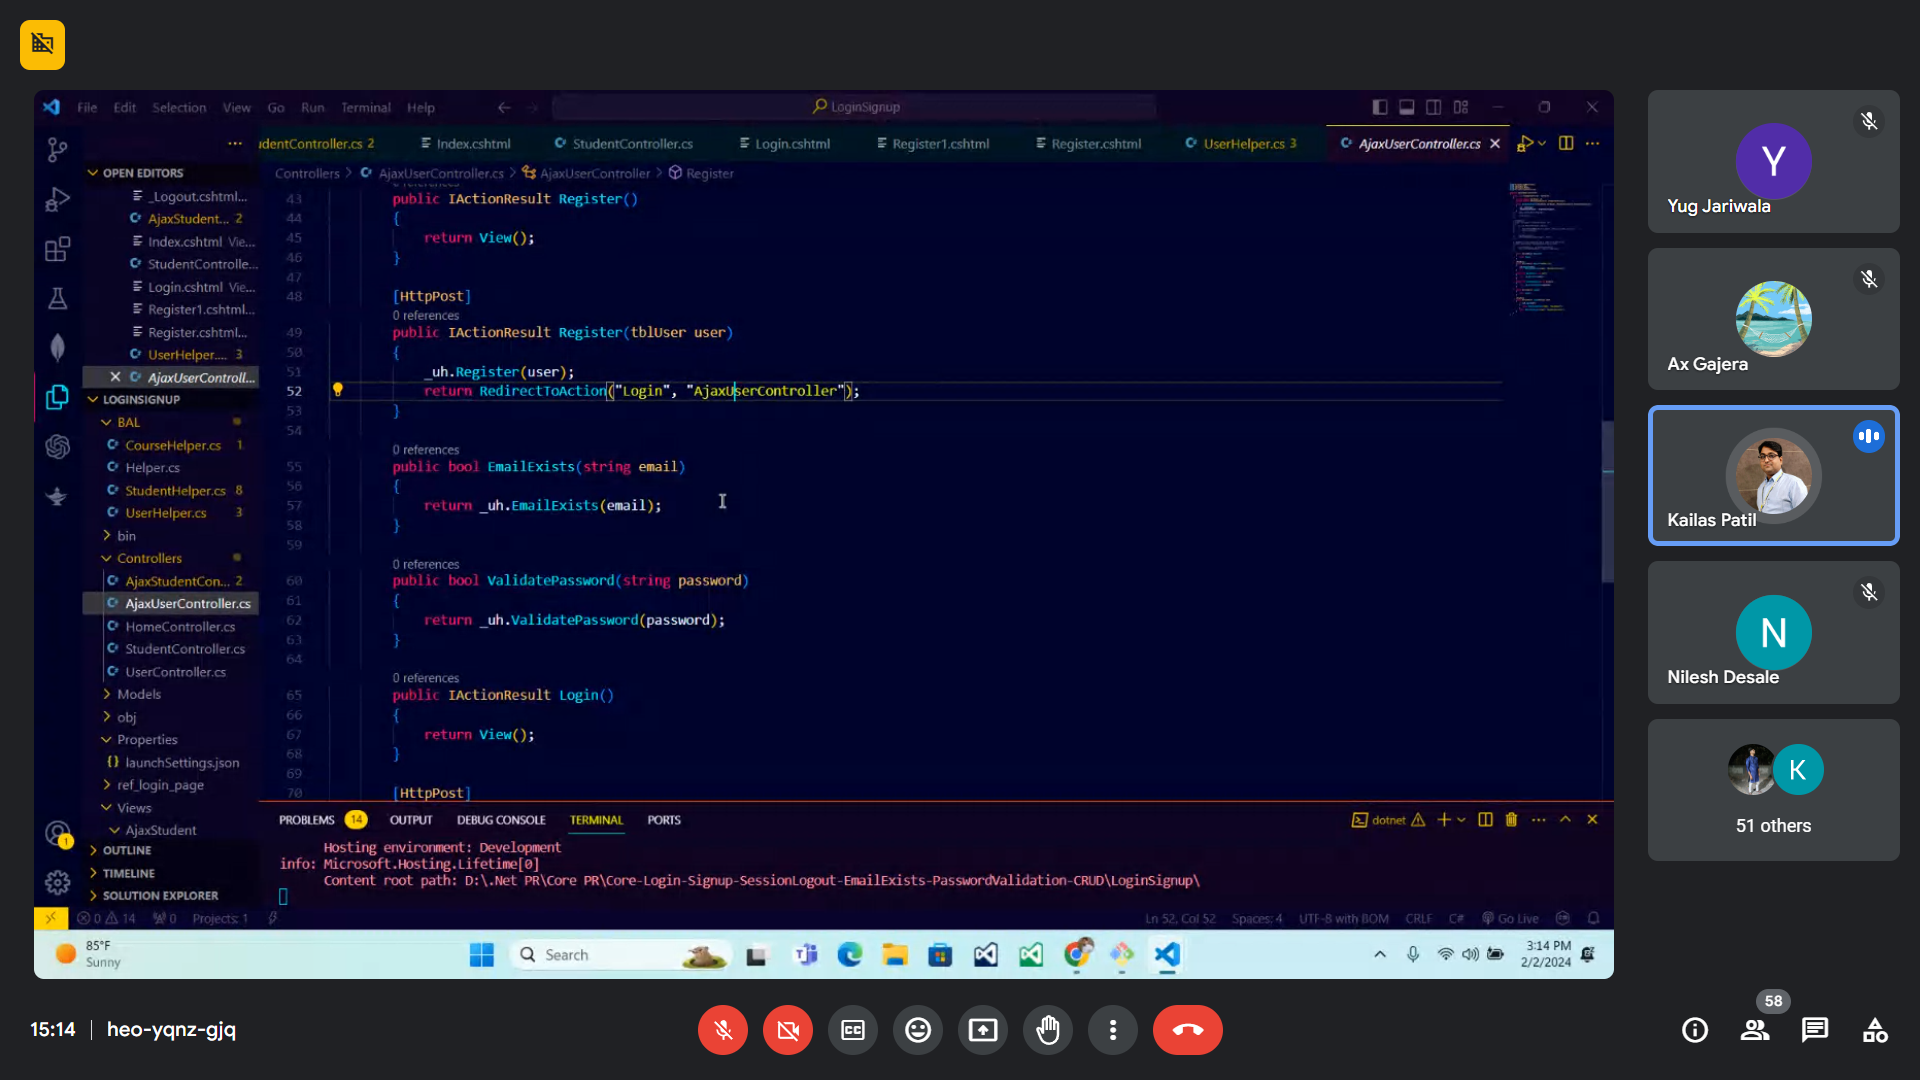 File Edit Selection View Go Run Terminal Help
LoginSignup
udentController.cs 2
Index.cshtml
StudentController.cs
Login.cshtml
Register1.cshtml
Register.cshtml
UserHelper.cs 3
AjaxUserController.cs
OPEN EDITORS
_Logout.cshtml...
AjaxStudent... 2
Index.cshtml Vie...
StudentControlle...
Login.cshtml Vie...
Register1.cshtml...
Register.cshtml...
UserHelper.... 3
AjaxUserControll...
LOGINSIGNUP
BAL
CourseHelper.cs 1
Helper.cs
StudentHelper.cs 8
UserHelper.cs 3
bin
Controllers
AjaxStudentCon... 2
AjaxUserController.cs
HomeController.cs
StudentController.cs
UserController.cs
Models
obj
Properties
launchSettings.json
ref_login_page
Views
AjaxStudent
OUTLINE
TIMELINE
SOLUTION EXPLORER
Controllers > AjaxUserController.cs > AjaxUserController > Register
43 public IActionResult Register()
44 {
45 return View();
46 }
47
48 [HttpPost]
0 references
49 public IActionResult Register(tblUser user)
50 {
51 _uh.Register(user);
52 return RedirectToAction("Login", "AjaxUserController");
53 }
54
0 references
55 public bool EmailExists(string email)
56 {
57 return _uh.EmailExists(email);
58 }
59
0 references
60 public bool ValidatePassword(string password)
61 {
62 return _uh.ValidatePassword(password);
63 }
64
0 references
65 public IActionResult Login()
66 {
67 return View();
68 }
69
70 [HttpPost]
PROBLEMS 14 OUTPUT DEBUG CONSOLE TERMINAL PORTS
dotnet
Hosting environment: Development
info: Microsoft.Hosting.Lifetime[0]
Content root path: D:\.Net PR\Core PR\Core-Login-Signup-SessionLogout-EmailExists-PasswordValidation-CRUD\LoginSignup\
0 14 0 Projects: 1
Ln 52, Col 52 Spaces: 4 UTF-8 with BOM CRLF C# Go Live
85°F
Sunny
Search
3:14 PM
2/2/2024
Y
Yug Jariwala
Ax Gajera
Kailas Patil
N
Nilesh Desale
K
51 others
15:14 | heo-yqnz-gjq
58